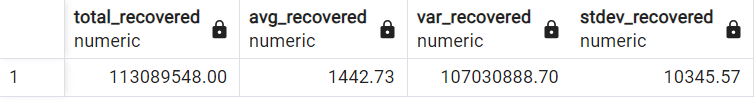 total_recovered avg_recovered var_recovered stdev_recovered
numeric numeric numeric numeric
1 113089548.00 1442.73 107030888.70 10345.57